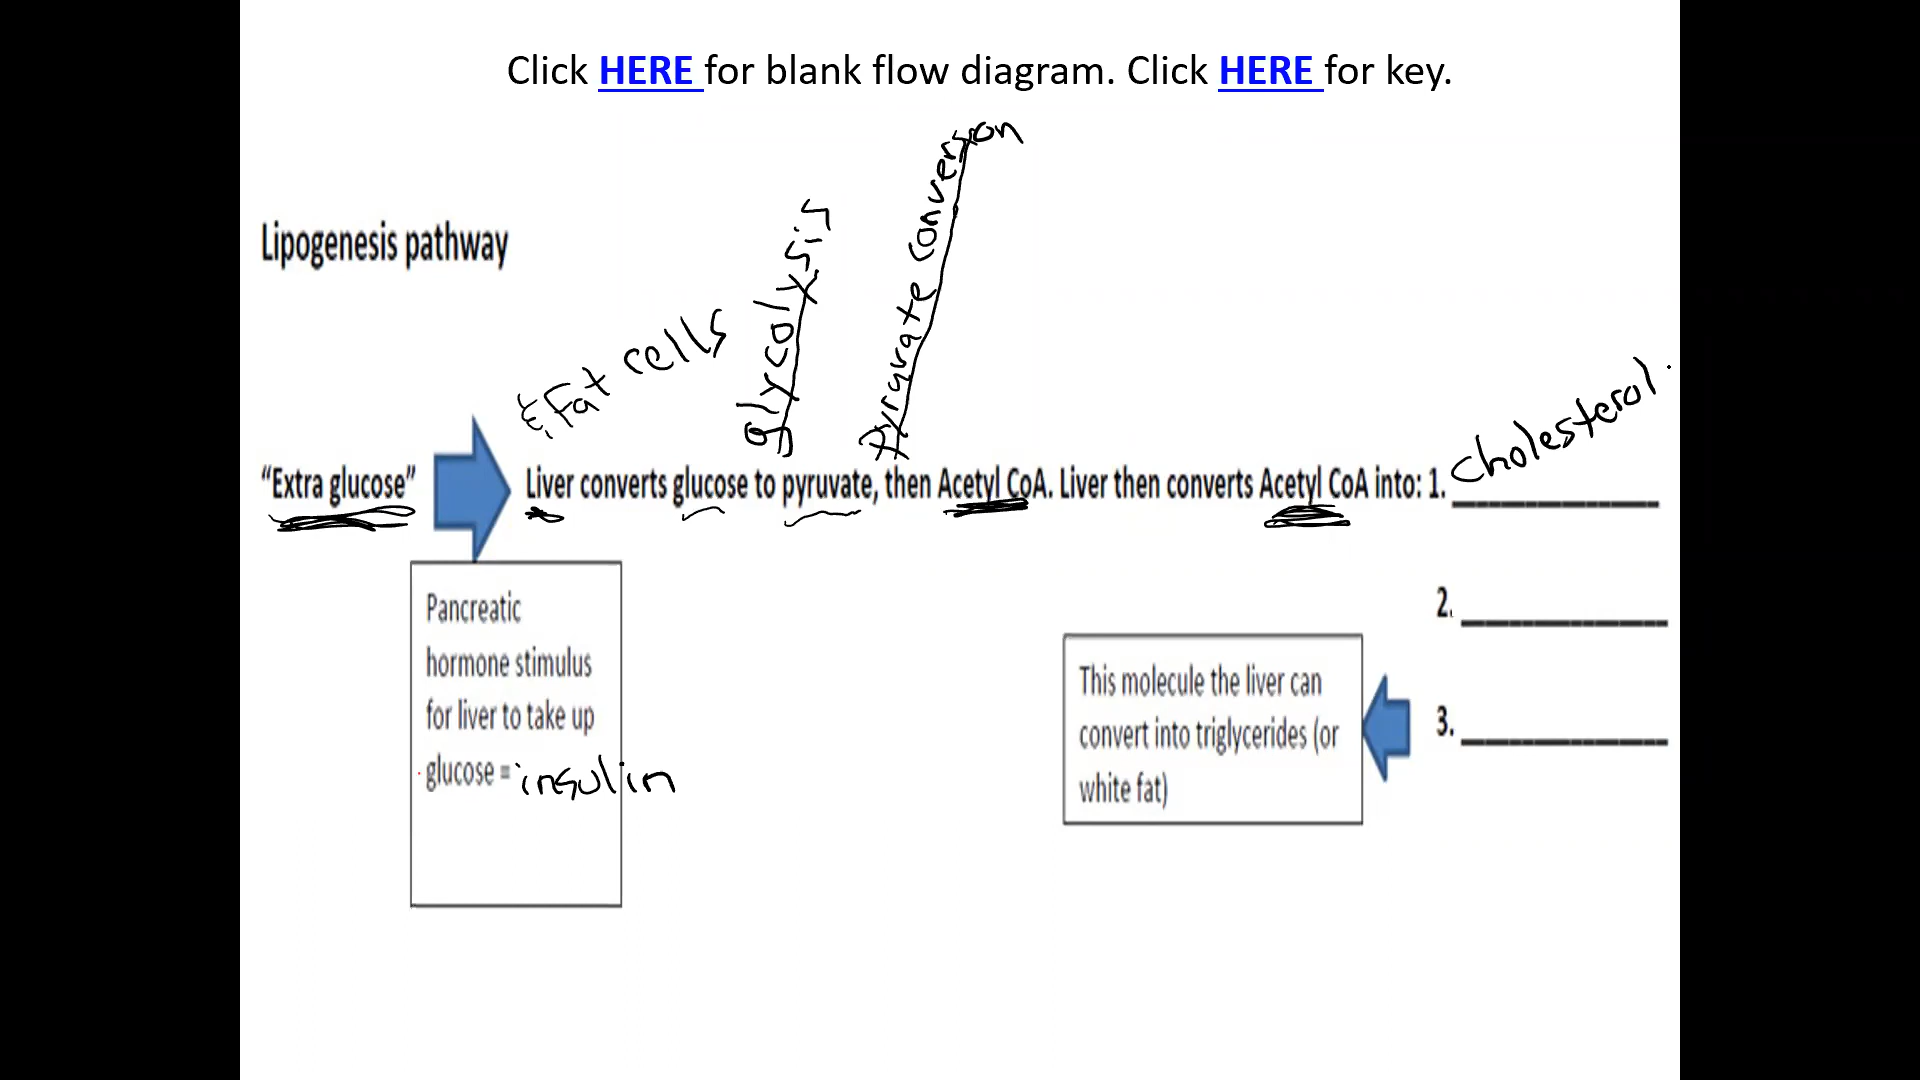 Click HERE for blank flow diagram. Click HERE for key.
Lipogenesis pathway
& Fat cells
glycolysis
Pyruvate conversion
cholesterol
“Extra glucose”
Liver converts glucose to pyruvate, then Acetyl CoA. Liver then converts Acetyl CoA into: 1. ________________
2. ________________
3. ________________
Pancreatic
hormone stimulus
for liver to take up
glucose = insulin
This molecule the liver can
convert into triglycerides (or
white fat)